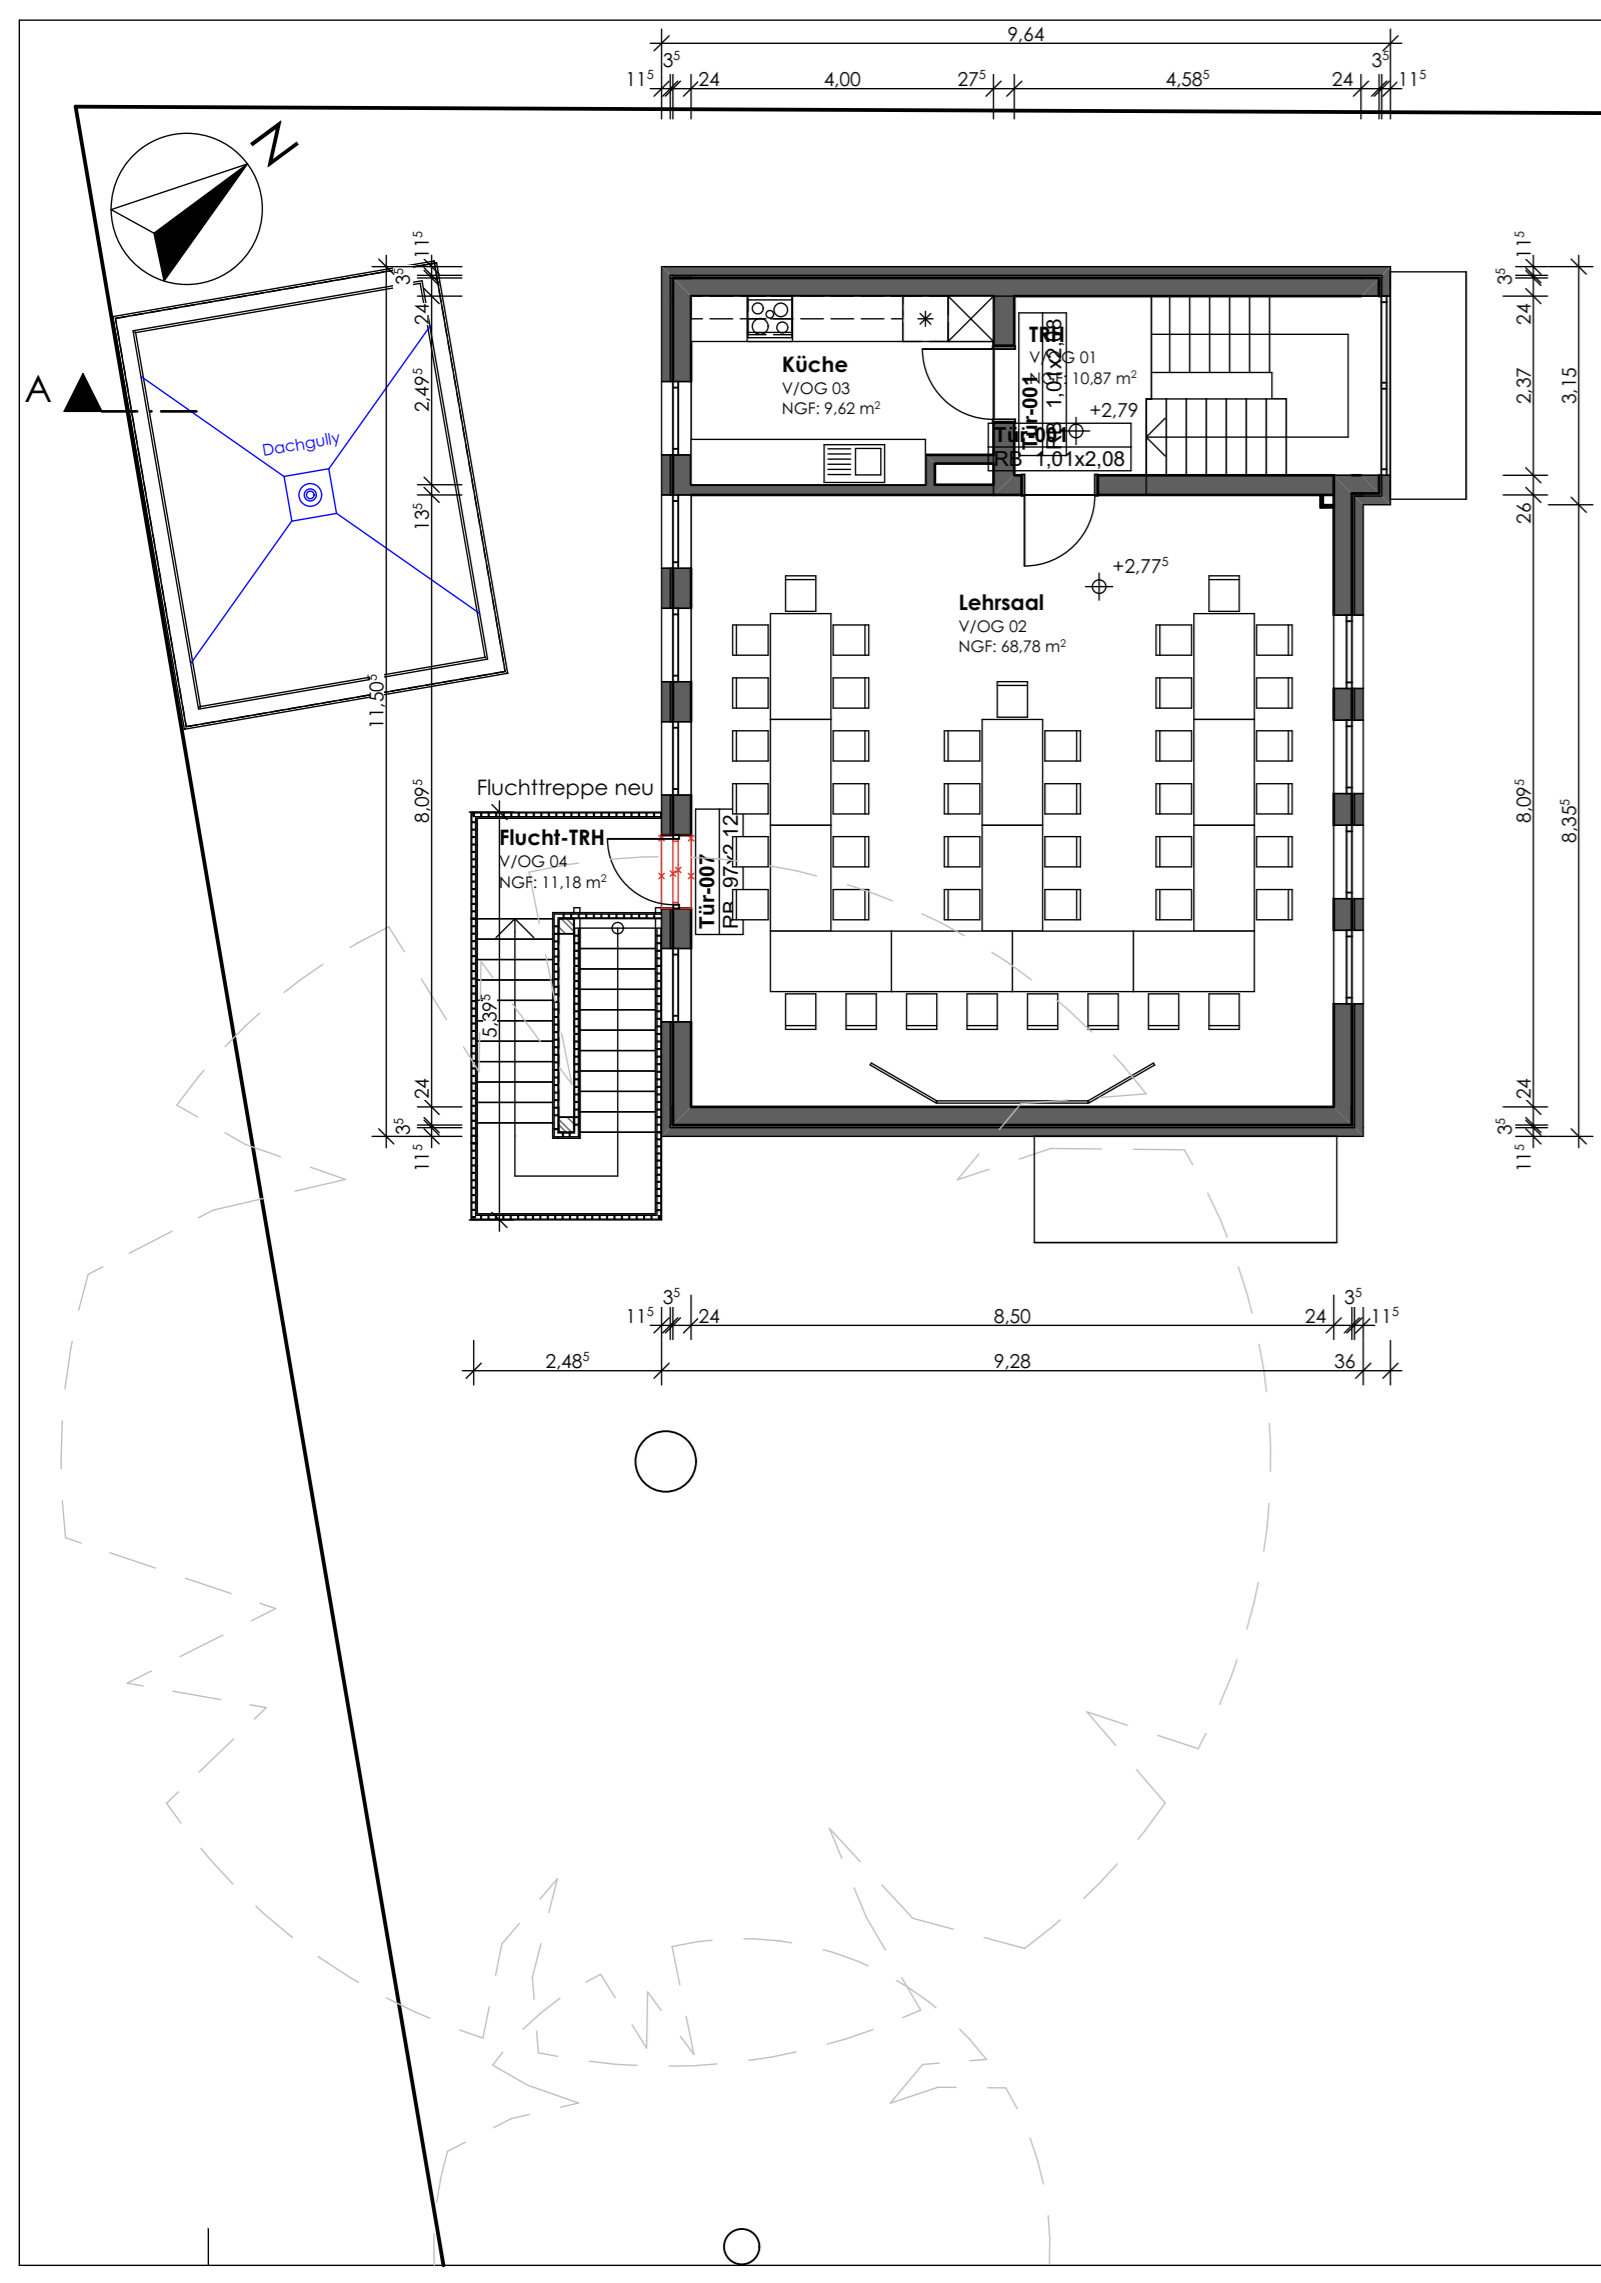 9,64
3⁵
3⁵
11⁵
24
4,00
27⁵
4,58⁵
24
11⁵
N
A
Dachgully
11⁵
3⁵
24
2,49⁵
13⁵
11,50⁵
8,09⁵
24
3⁵
11⁵
Küche
V/OG 03
NGF: 9,62 m²
TRH
V/OG 01
NGF: 10,87 m²
Tür-001
RB 1,01x2,08
+2,79
Tür-001
RB 1,01x2,08
+2,77⁵
Lehrsaal
V/OG 02
NGF: 68,78 m²
Fluchttreppe neu
Flucht-TRH
V/OG 04
NGF: 11,18 m²
Tür-007
RB 97x2,12
5,39⁵
11⁵
3⁵
24
2,37
3,15
26
8,09⁵
8,35⁵
24
3⁵
11⁵
3⁵
3⁵
11⁵
24
8,50
24
11⁵
2,48⁵
9,28
36